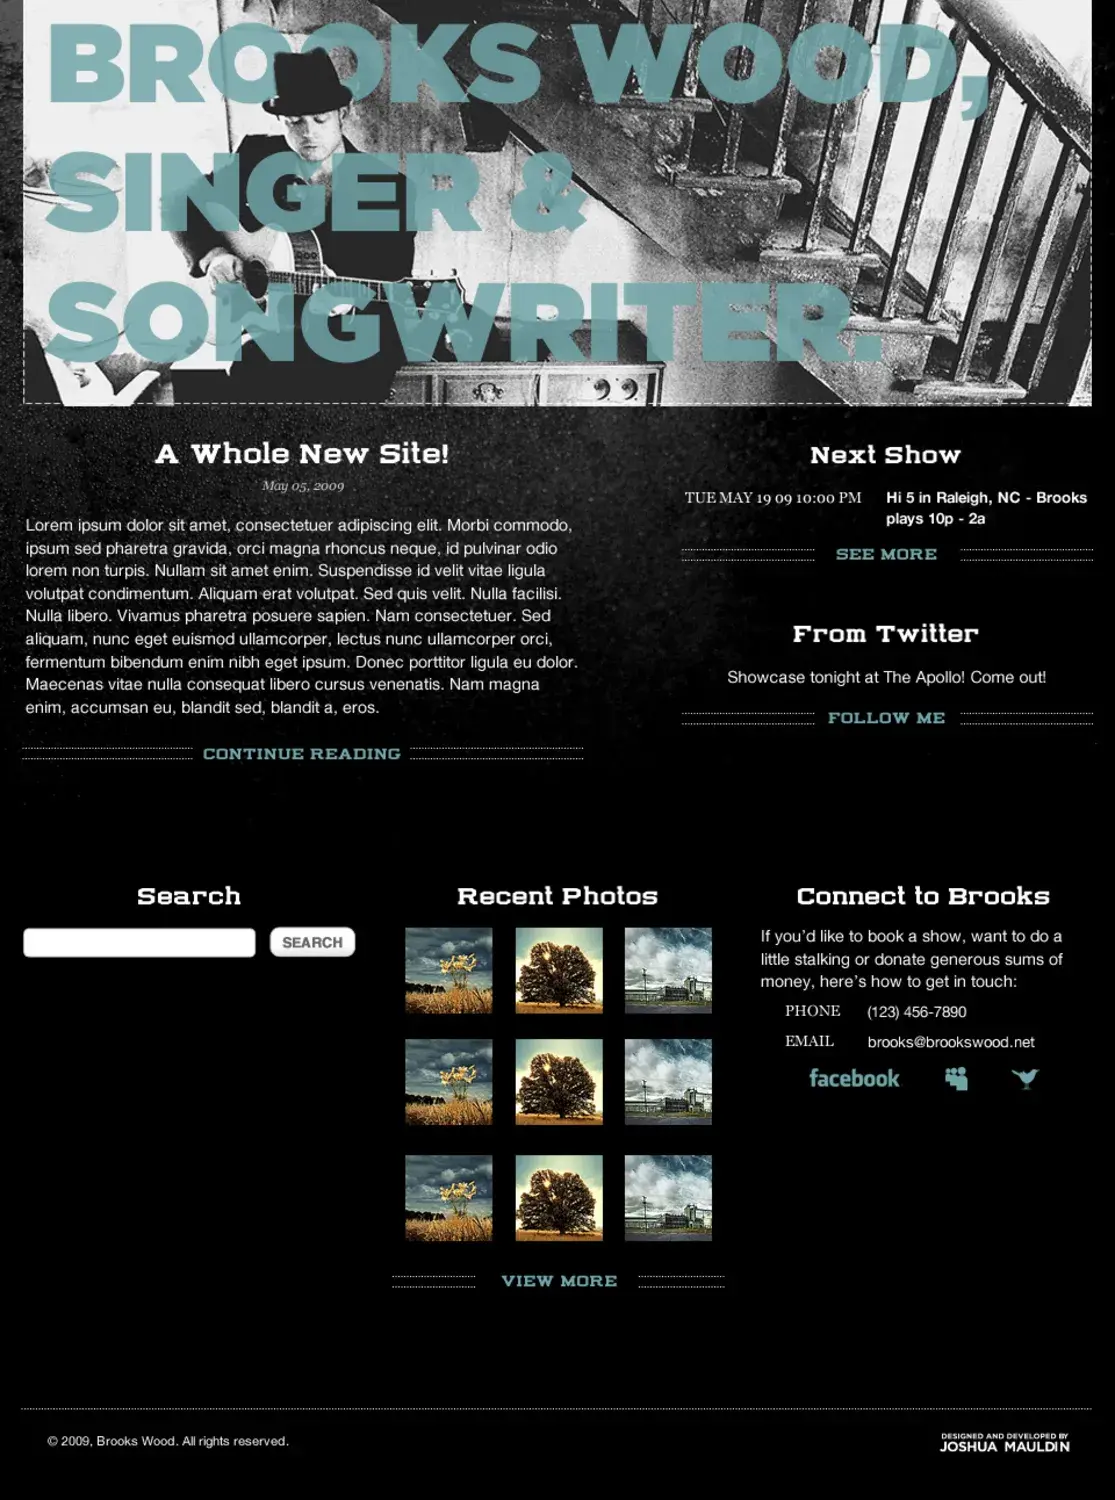 BROOKS WOOD,
SINGER &
SONGWRITER.
A Whole New Site!
May 05, 2009
Lorem ipsum dolor sit amet, consectetuer adipiscing elit. Morbi commodo,
ipsum sed pharetra gravida, orci magna rhoncus neque, id pulvinar odio
lorem non turpis. Nullam sit amet enim. Suspendisse id velit vitae ligula
volutpat condimentum. Aliquam erat volutpat. Sed quis velit. Nulla facilisi.
Nulla libero. Vivamus pharetra posuere sapien. Nam consectetuer. Sed
aliquam, nunc eget euismod ullamcorper, lectus nunc ullamcorper orci,
fermentum bibendum enim nibh eget ipsum. Donec porttitor ligula eu dolor.
Maecenas vitae nulla consequat libero cursus venenatis. Nam magna
enim, accumsan eu, blandit sed, blandit a, eros.
CONTINUE READING
Next Show
TUE MAY 19 09 10:00 PM
Hi 5 in Raleigh, NC - Brooks
plays 10p - 2a
SEE MORE
From Twitter
Showcase tonight at The Apollo! Come out!
FOLLOW ME
Search
SEARCH
Recent Photos
VIEW MORE
Connect to Brooks
If you'd like to book a show, want to do a
little stalking or donate generous sums of
money, here's how to get in touch:
PHONE (123) 456-7890
EMAIL brooks@brookswood.net
facebook
© 2009, Brooks Wood. All rights reserved.
DESIGNED AND DEVELOPED BY
JOSHUA MAULDIN